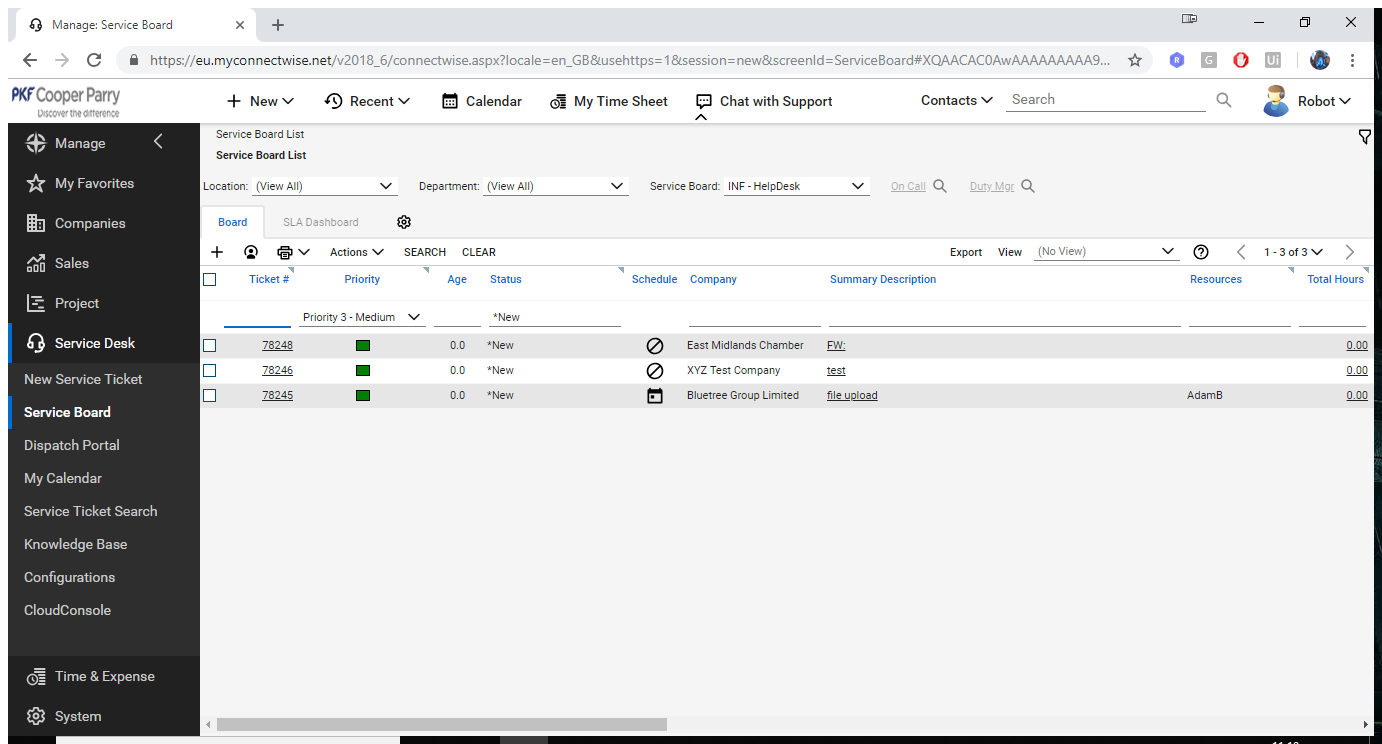 Manage: Service Board
https://eu.myconnectwise.net/v2018_6/connectwise.aspx?locale=en_GB&usehttps=1&session=new&screenId=ServiceBoard#XQAACAC0AwAAAAAAAAA9...
R G Ui
PKF Cooper Parry
Discover the difference
New Recent Calendar My Time Sheet Chat with Support Contacts Search Robot
Manage
My Favorites
Companies
Sales
Project
Service Desk
New Service Ticket
Service Board
Dispatch Portal
My Calendar
Service Ticket Search
Knowledge Base
Configurations
CloudConsole
Time & Expense
System
Service Board List
Service Board List
Location: (View All) Department: (View All) Service Board: INF - HelpDesk On Call Duty Mgr
Board SLA Dashboard
Actions SEARCH CLEAR Export View (No View) 1 - 3 of 3
Ticket # Priority Age Status Schedule Company Summary Description Resources Total Hours
Priority 3 - Medium *New
78248 0.0 *New East Midlands Chamber FW: 0.00
78246 0.0 *New XYZ Test Company test 0.00
78245 0.0 *New Bluetree Group Limited file upload AdamB 0.00